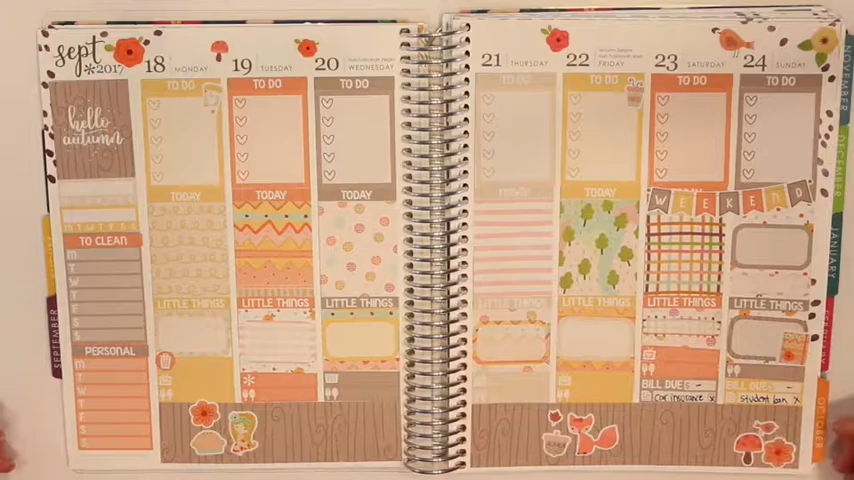 sept
2017
18 MONDAY
19 TUESDAY
20 WEDNESDAY
21 THURSDAY
22 FRIDAY
23 SATURDAY
24 SUNDAY
TO DO
TO DO
TO DO
TO DO
TO DO
TO DO
TO DO
hello
autumn
TODAY
TODAY
TODAY
TODAY
TODAY
WEEKEND
M T W T F S S
TO CLEAN
M
T
W
T
F
S
S
LITTLE THINGS
LITTLE THINGS
LITTLE THINGS
LITTLE THINGS
LITTLE THINGS
LITTLE THINGS
LITTLE THINGS
PERSONAL
M
T
W
T
F
S
S
BILL DUE
car insurance x
BILL DUE
student loan x
SEPTEMBER
NOVEMBER
DECEMBER
JANUARY
FEBRUARY
OCTOBER